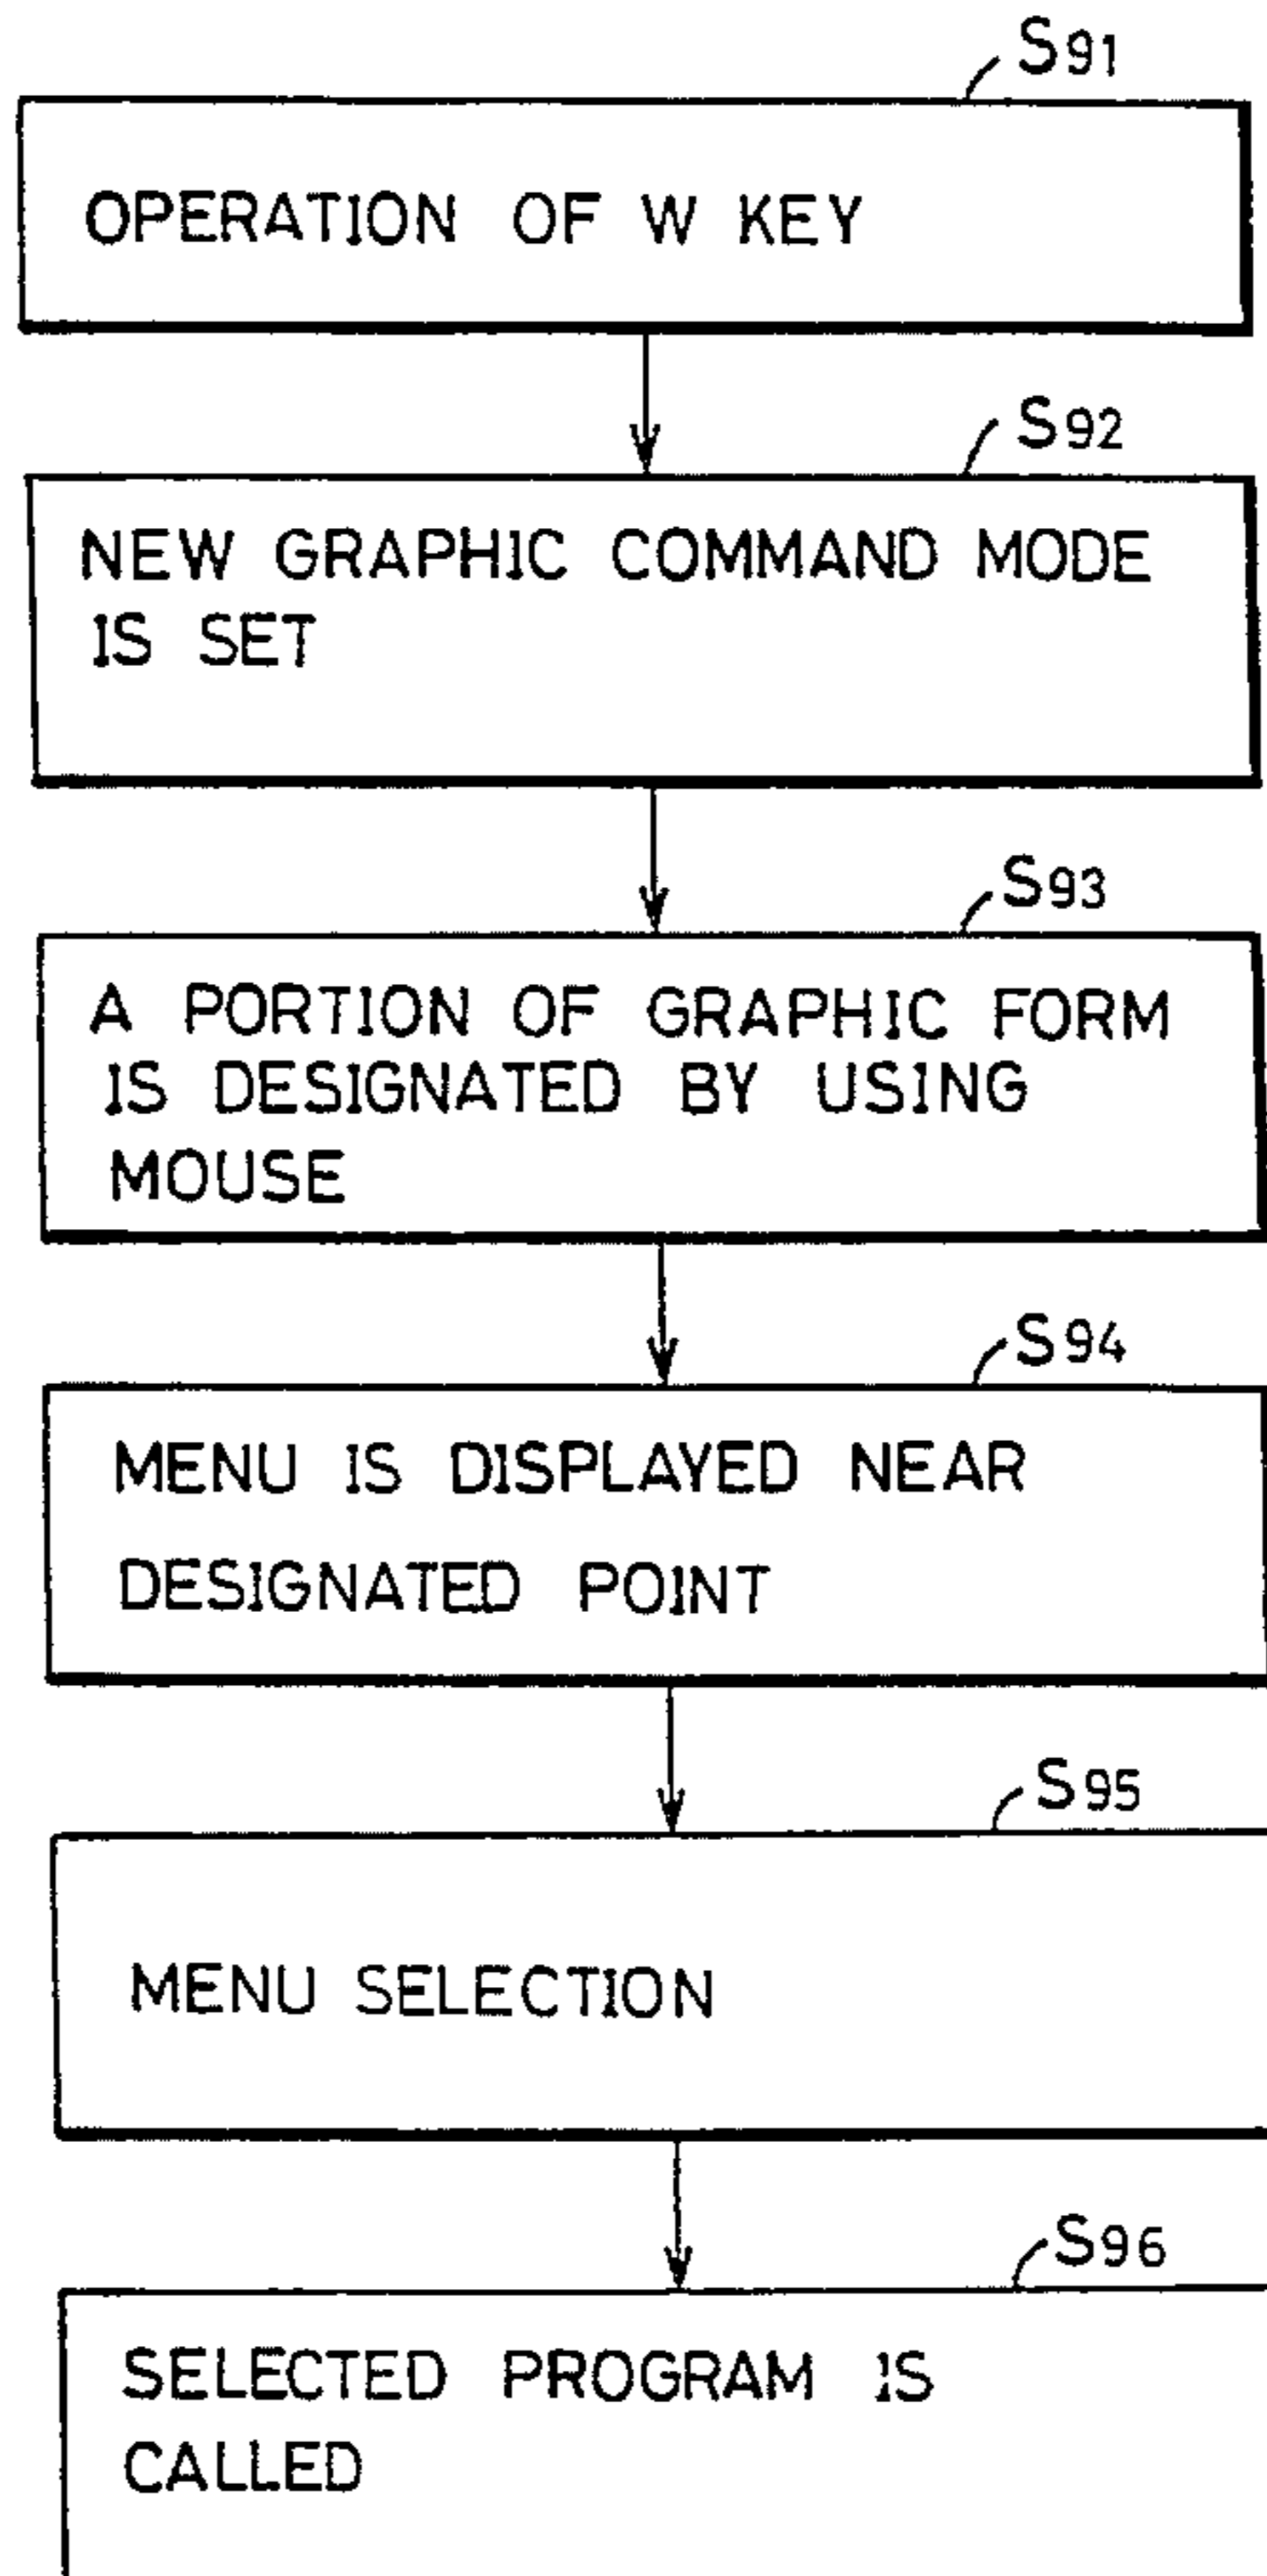 S91
OPERATION OF W KEY
S92
NEW GRAPHIC COMMAND MODE
IS SET
S93
A PORTION OF GRAPHIC FORM
IS DESIGNATED BY USING
MOUSE
S94
MENU IS DISPLAYED NEAR
DESIGNATED POINT
S95
MENU SELECTION
S96
SELECTED PROGRAM IS
CALLED